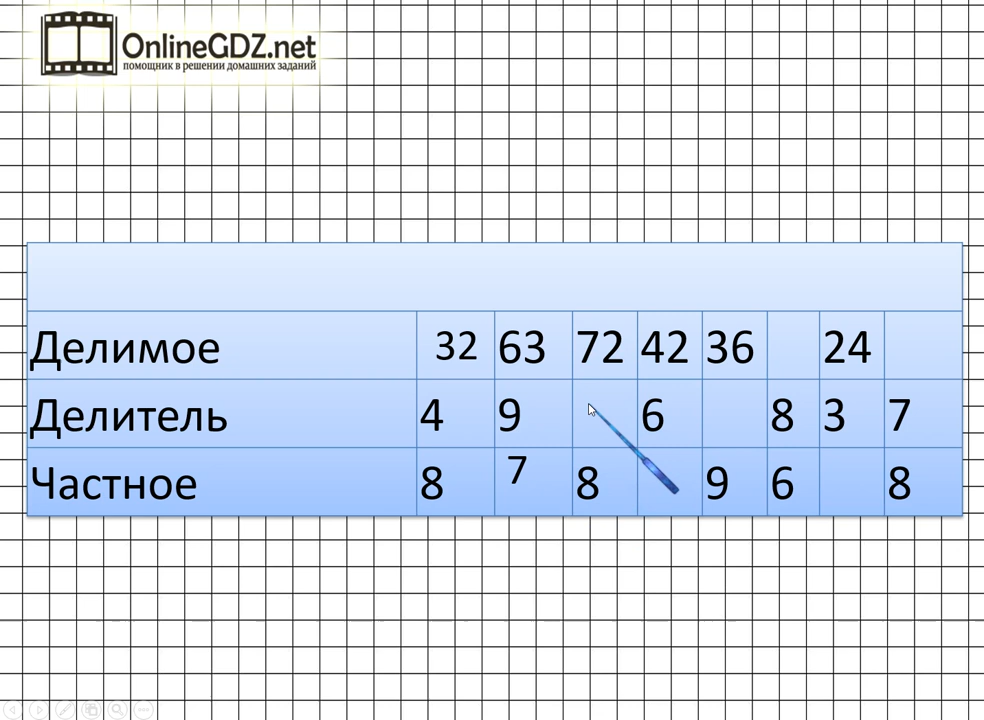 OnlineGDZ.net
помощник в решении домашних заданий
Делимое 32 63 72 42 36 24
Делитель 4 9 6 8 3 7
Частное 8 7 8 9 6 8